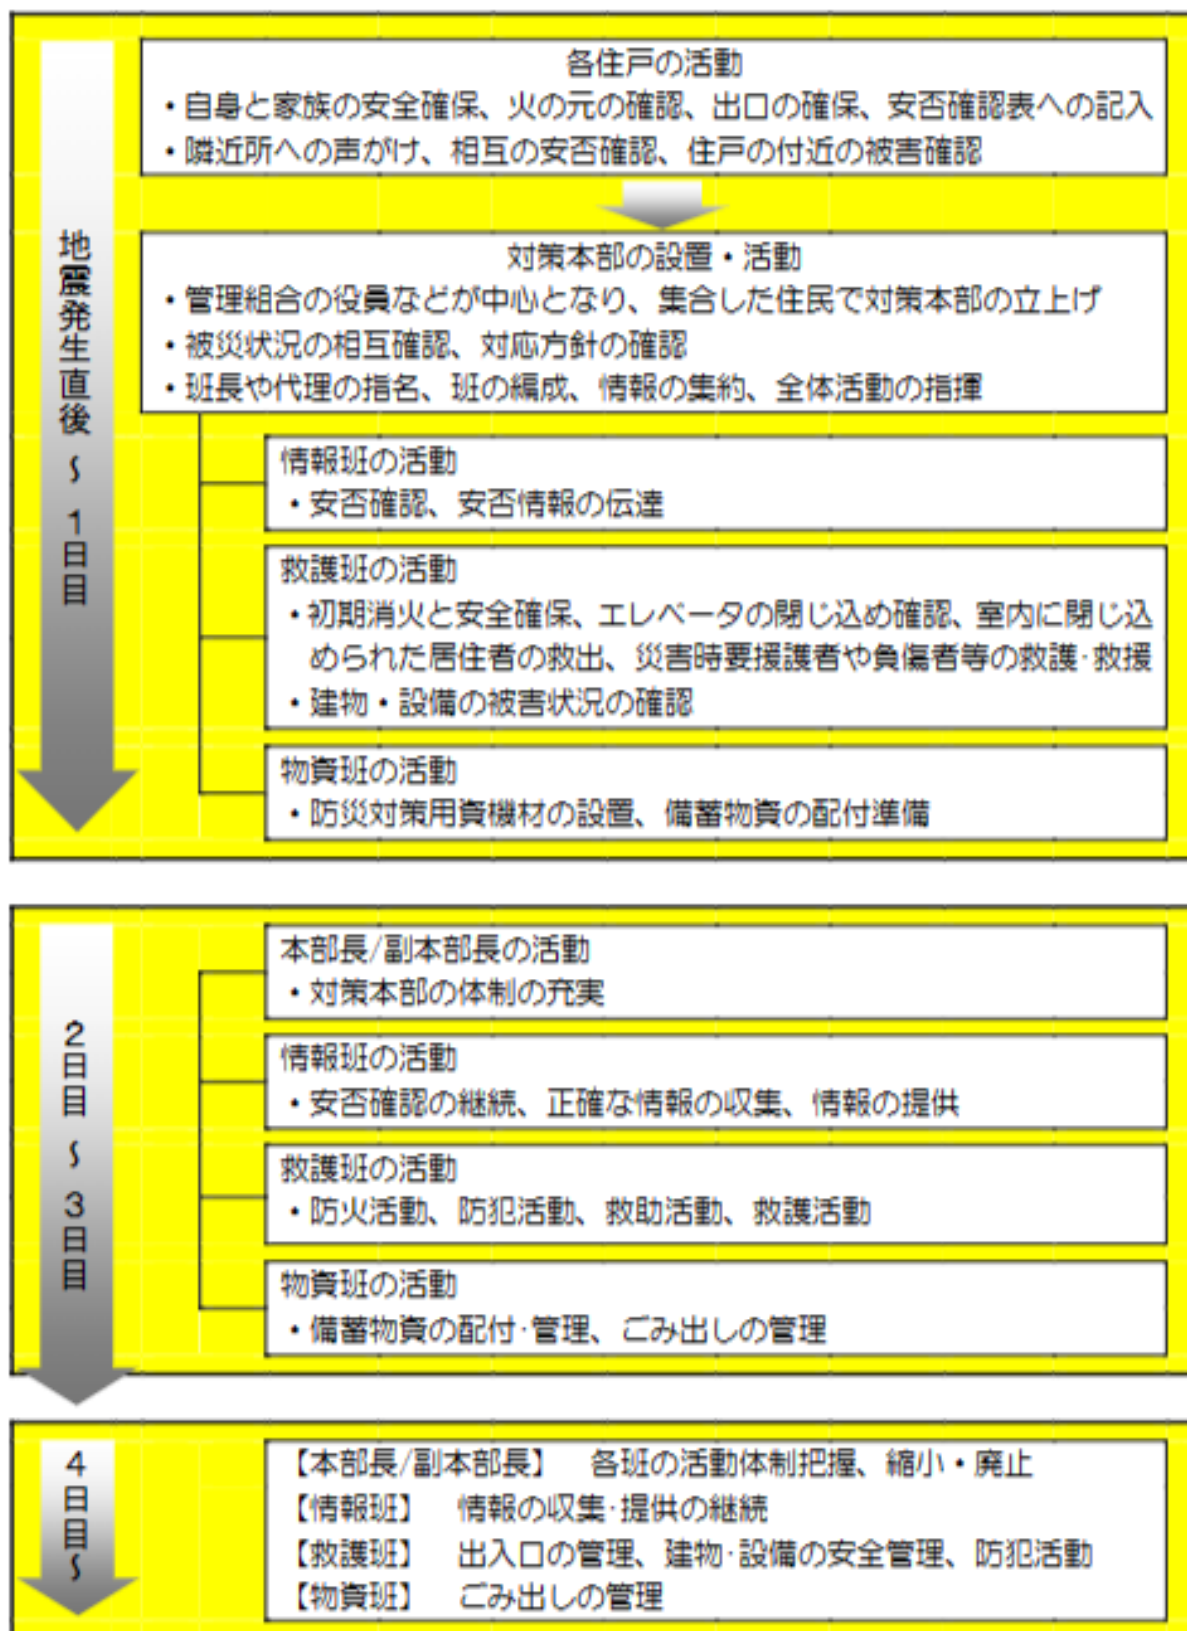 地震発生直後~1日目
各住戸の活動
・自身と家族の安全確保、火の元の確認、出口の確保、安否確認表への記入
・隣近所への声がけ、相互の安否確認、住戸の付近の被害確認
対策本部の設置・活動
・管理組合の役員などが中心となり、集合した住民で対策本部の立上げ
・被災状況の相互確認、対応方針の確認
・班長や代理の指名、班の編成、情報の集約、全体活動の指揮
情報班の活動
・安否確認、安否情報の伝達
救護班の活動
・初期消火と安全確保、エレベータの閉じ込め確認、室内に閉じ込
められた居住者の救出、災害時要援護者や負傷者等の救護・救援
・建物・設備の被害状況の確認
物資班の活動
・防災対策用資機材の設置、備蓄物資の配付準備
2日目~3日目
本部長/副本部長の活動
・対策本部の体制の充実
情報班の活動
・安否確認の継続、正確な情報の収集、情報の提供
救護班の活動
・防火活動、防犯活動、救助活動、救護活動
物資班の活動
・備蓄物資の配付・管理、ごみ出しの管理
4日目~
【本部長/副本部長】 各班の活動体制把握、縮小・廃止
【情報班】 情報の収集・提供の継続
【救護班】 出入口の管理、建物・設備の安全管理、防犯活動
【物資班】 ごみ出しの管理